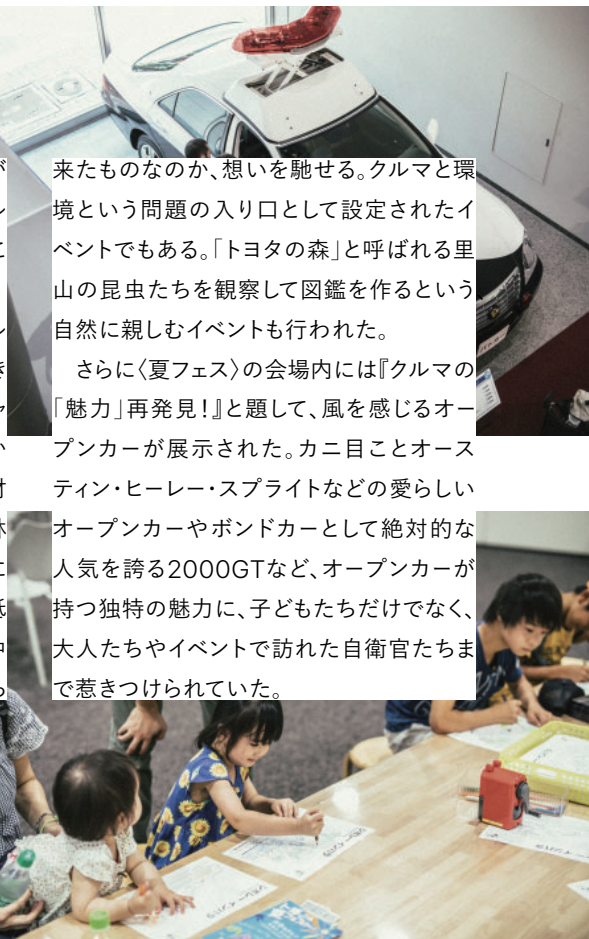 来たものなのか、想いを馳せる。クルマと環
境という問題の入り口として設定されたイ
ベントでもある。「トヨタの森」と呼ばれる里
山の昆虫たちを観察して図鑑を作るという
自然に親しむイベントも行われた。
さらに〈夏フェス〉の会場内には『クルマの
「魅力」再発見！』と題して、風を感じるオー
プンカーが展示された。カニ目ことオース
ティン・ヒーレー・スプライトなどの愛らしい
オープンカーやボンドカーとして絶対的な
人気を誇る2000GTなど、オープンカーが
持つ独特の魅力に、子どもたちだけでなく、
大人たちやイベントで訪れた自衛官たちま
で惹きつけられていた。